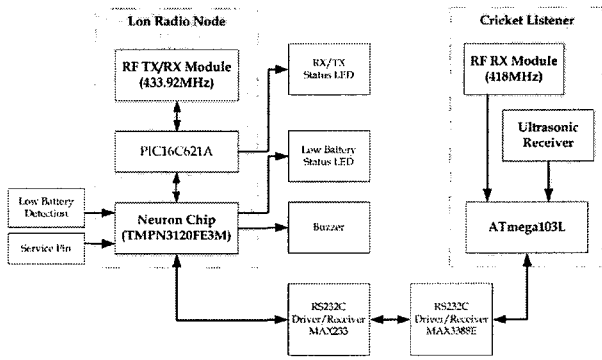 Lon Radio Node
RF TX/RX Module
(433.92MHz)
PIC16C621A
Neuron Chip
(TMPN3120FE3M)
Low Battery
Detection
Service Pin
RX/TX
Status LED
Low Battery
Status LED
Buzzer
RS232C
Driver/Receiver
MAX233
RS232C
Driver/Receiver
MAX3388E
Cricket Listener
RF RX Module
(418MHz)
Ultrasonic
Receiver
ATmega103L